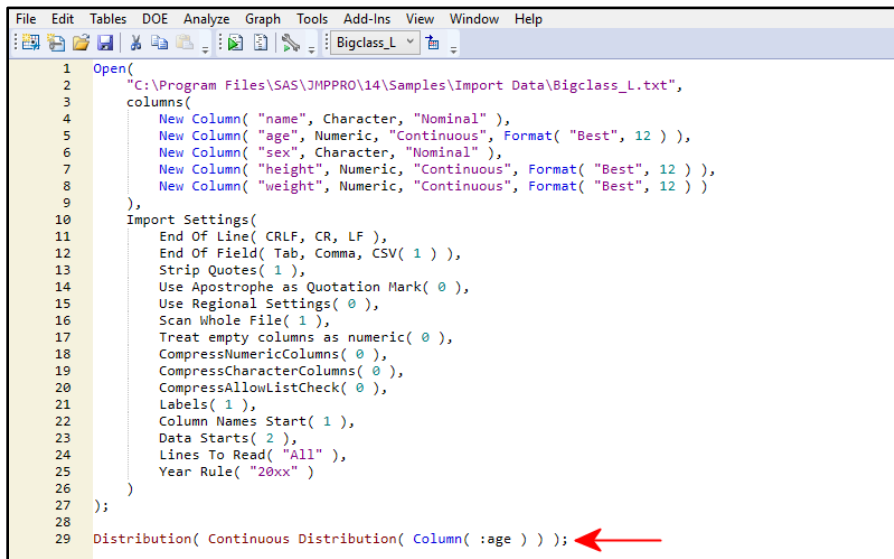 File Edit Tables DOE Analyze Graph Tools Add-Ins View Window Help
Bigclass_L
1 Open(
2 "C:\Program Files\SAS\JMPPRO\14\Samples\Import Data\Bigclass_L.txt",
3 columns(
4 New Column( "name", Character, "Nominal" ),
5 New Column( "age", Numeric, "Continuous", Format( "Best", 12 ) ),
6 New Column( "sex", Character, "Nominal" ),
7 New Column( "height", Numeric, "Continuous", Format( "Best", 12 ) ),
8 New Column( "weight", Numeric, "Continuous", Format( "Best", 12 ) )
9 ),
10 Import Settings(
11 End Of Line( CRLF, CR, LF ),
12 End Of Field( Tab, Comma, CSV( 1 ) ),
13 Strip Quotes( 1 ),
14 Use Apostrophe as Quotation Mark( 0 ),
15 Use Regional Settings( 0 ),
16 Scan Whole File( 1 ),
17 Treat empty columns as numeric( 0 ),
18 CompressNumericColumns( 0 ),
19 CompressCharacterColumns( 0 ),
20 CompressAllowListCheck( 0 ),
21 Labels( 1 ),
22 Column Names Start( 1 ),
23 Data Starts( 2 ),
24 Lines To Read( "All" ),
25 Year Rule( "20xx" )
26 )
27 );
28
29 Distribution( Continuous Distribution( Column( :age ) ) );